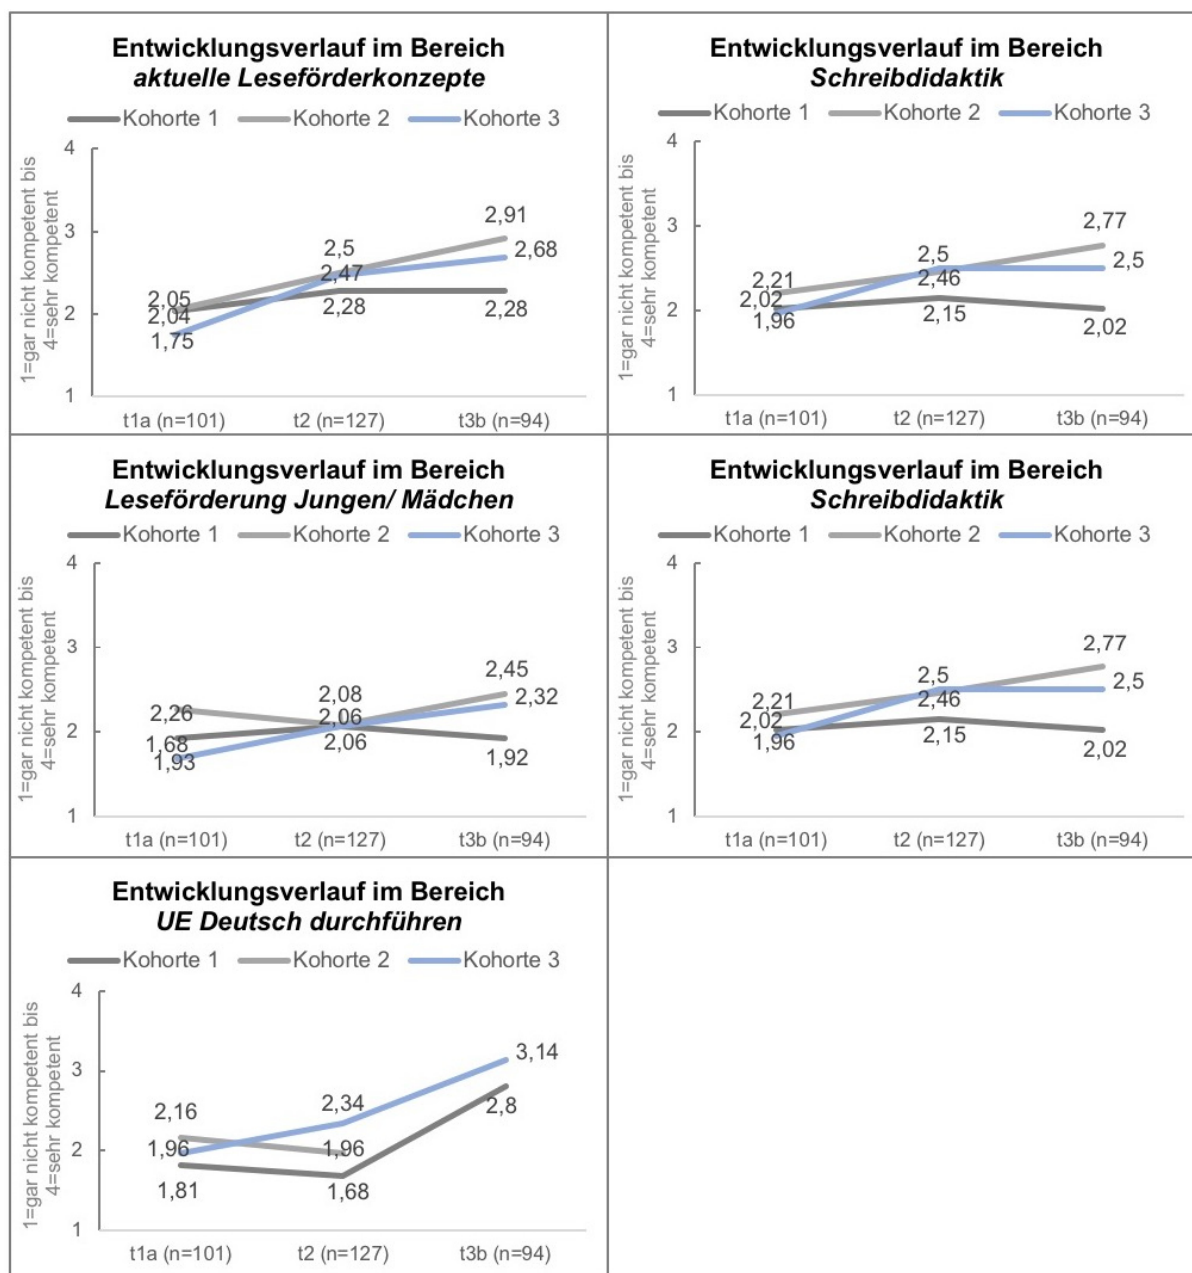 Entwicklungsverlauf im Bereich
aktuelle Leseförderkonzepte
Kohorte 1 Kohorte 2 Kohorte 3
1=gar nicht kompetent bis
4=sehr kompetent
4
3
2
1
2,05
2,04
1,75
2,5
2,47
2,28
2,91
2,68
2,28
t1a (n=101) t2 (n=127) t3b (n=94)
Entwicklungsverlauf im Bereich
Schreibdidaktik
Kohorte 1 Kohorte 2 Kohorte 3
1=gar nicht kompetent bis
4=sehr kompetent
4
3
2
1
2,21
2,02
1,96
2,5
2,46
2,15
2,77
2,5
2,02
t1a (n=101) t2 (n=127) t3b (n=94)
Entwicklungsverlauf im Bereich
Leseförderung Jungen/ Mädchen
Kohorte 1 Kohorte 2 Kohorte 3
1=gar nicht kompetent bis
4=sehr kompetent
4
3
2
1
2,26
1,68
1,93
2,08
2,06
2,06
2,45
2,32
1,92
t1a (n=101) t2 (n=127) t3b (n=94)
Entwicklungsverlauf im Bereich
Schreibdidaktik
Kohorte 1 Kohorte 2 Kohorte 3
1=gar nicht kompetent bis
4=sehr kompetent
4
3
2
1
2,21
2,02
1,96
2,5
2,46
2,15
2,77
2,5
2,02
t1a (n=101) t2 (n=127) t3b (n=94)
Entwicklungsverlauf im Bereich
UE Deutsch durchführen
Kohorte 1 Kohorte 2 Kohorte 3
1=gar nicht kompetent bis
4=sehr kompetent
4
3
2
1
2,16
1,96
1,81
2,34
1,96
1,68
3,14
2,8
t1a (n=101) t2 (n=127) t3b (n=94)